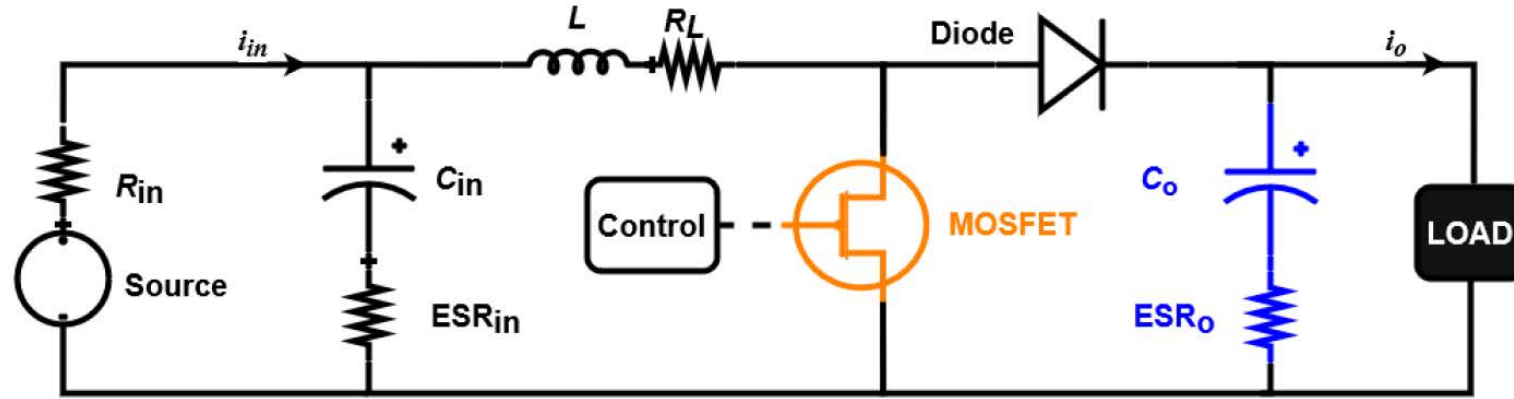 i_in
L
R_L
Diode
i_o
R_in
C_in
Control
MOSFET
C_o
LOAD
Source
ESR_in
ESR_o